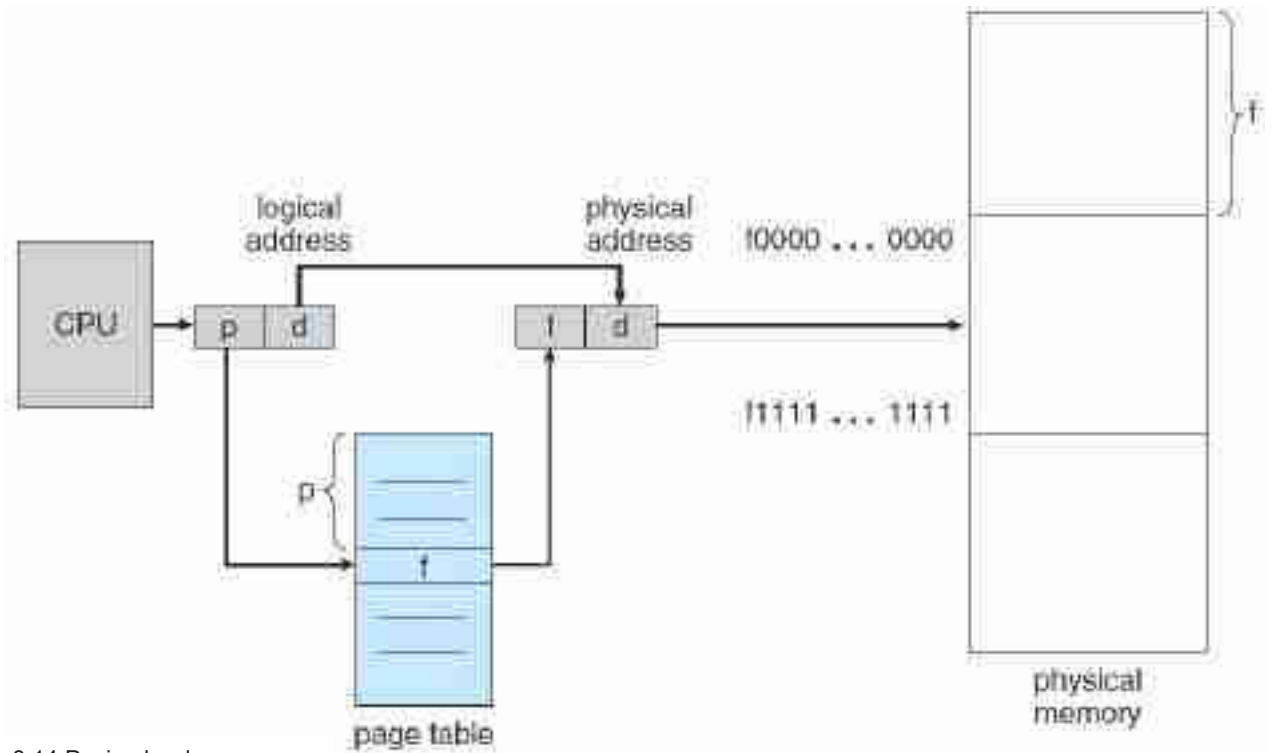 logical
address
physical
address
f0000 ... 0000
f
CPU
p
d
f
d
f1111 ... 1111
p
f
page table
physical
memory